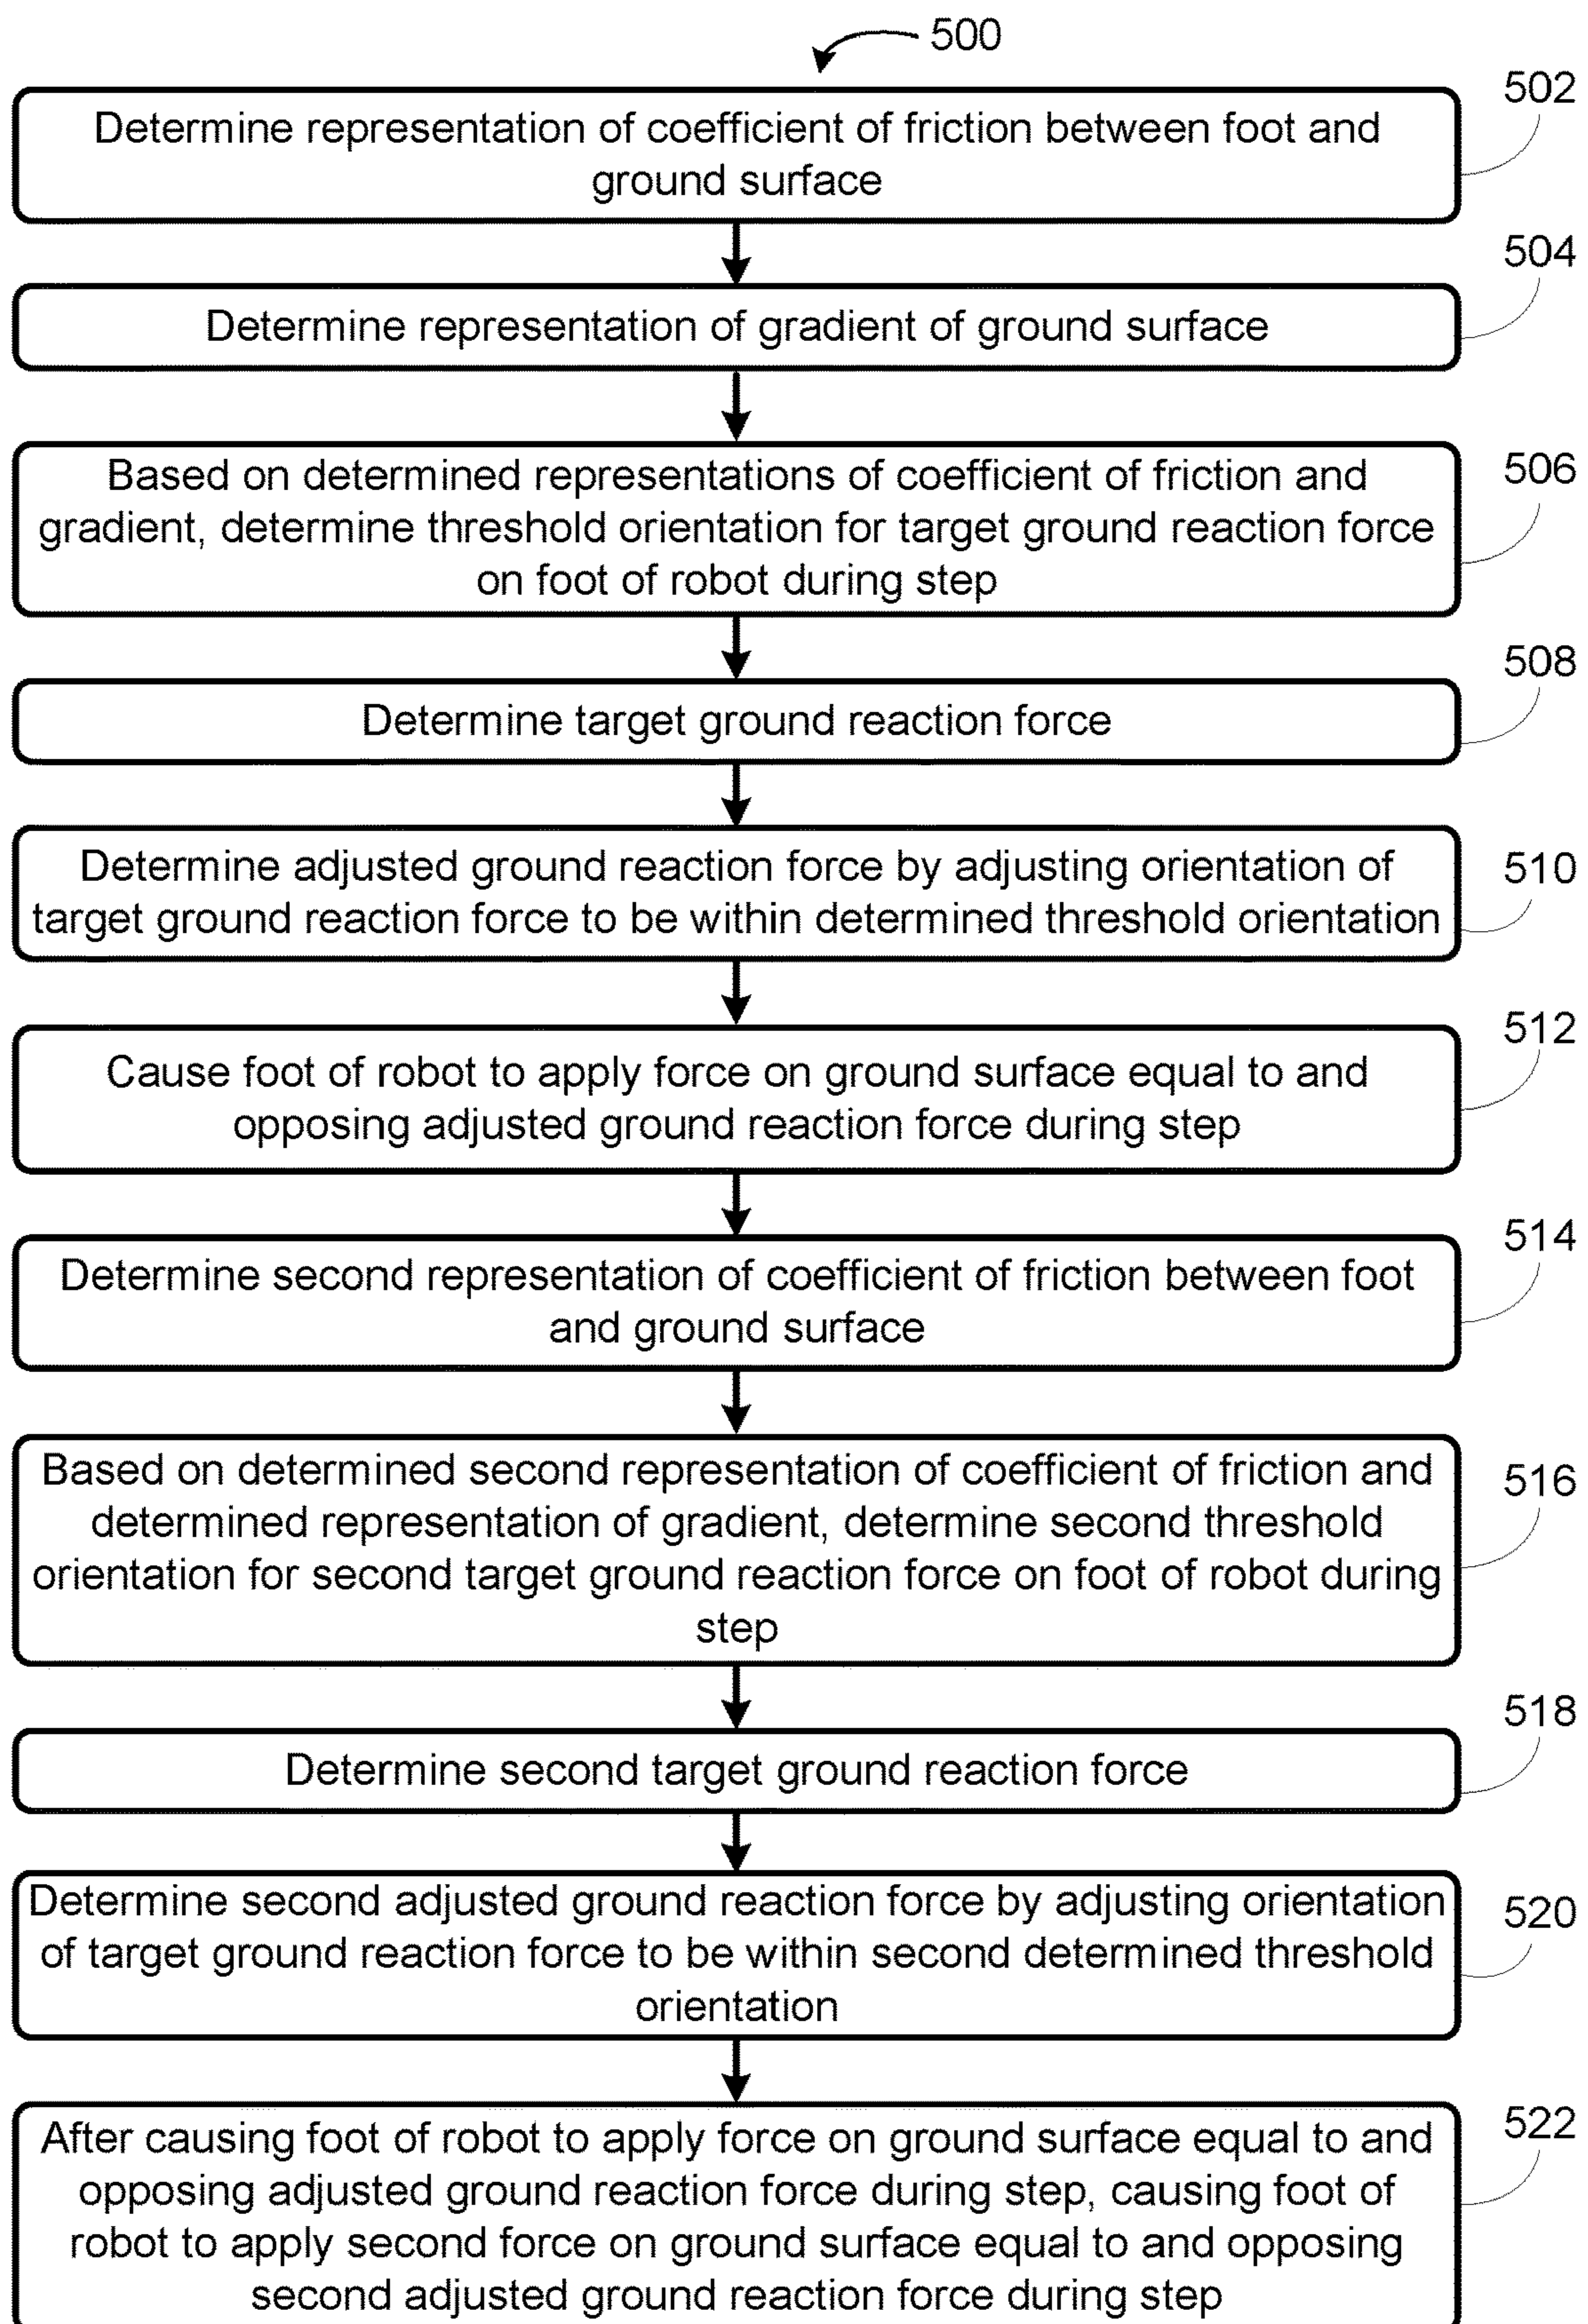 500
502
Determine representation of coefficient of friction between foot and
ground surface
504
Determine representation of gradient of ground surface
506
Based on determined representations of coefficient of friction and
gradient, determine threshold orientation for target ground reaction force
on foot of robot during step
508
Determine target ground reaction force
510
Determine adjusted ground reaction force by adjusting orientation of
target ground reaction force to be within determined threshold orientation
512
Cause foot of robot to apply force on ground surface equal to and
opposing adjusted ground reaction force during step
514
Determine second representation of coefficient of friction between foot
and ground surface
516
Based on determined second representation of coefficient of friction and
determined representation of gradient, determine second threshold
orientation for second target ground reaction force on foot of robot during
step
518
Determine second target ground reaction force
520
Determine second adjusted ground reaction force by adjusting orientation
of target ground reaction force to be within second determined threshold
orientation
522
After causing foot of robot to apply force on ground surface equal to and
opposing adjusted ground reaction force during step, causing foot of
robot to apply second force on ground surface equal to and opposing
second adjusted ground reaction force during step